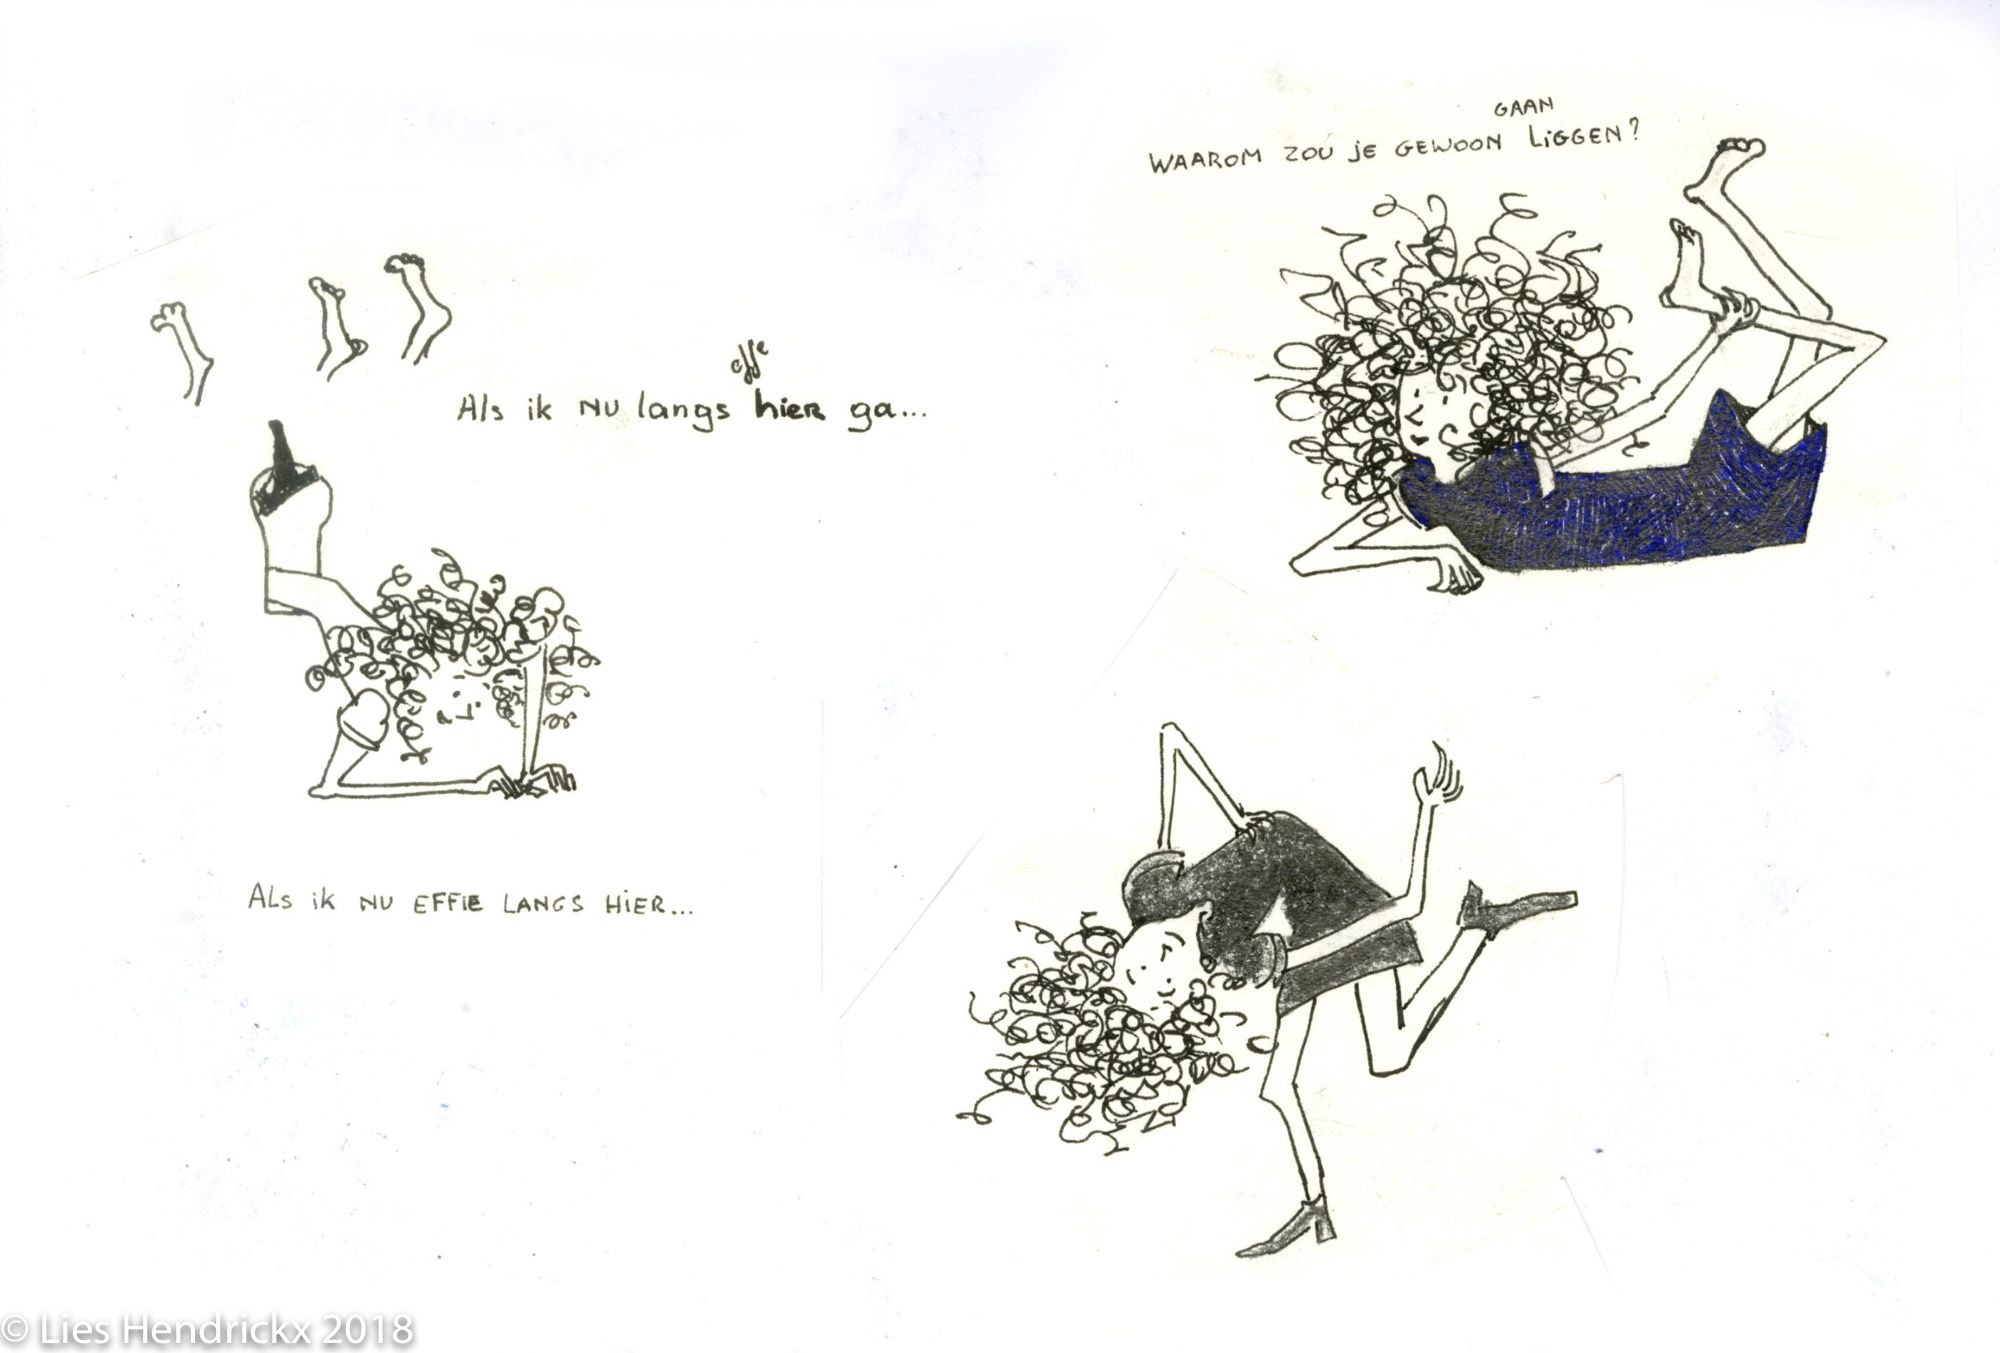 GAAN
WAAROM ZOU JE GEWOON LIGGEN?
effe
Als ik NU langs hier ga...
ALS iK NU EFFIE LANGS HIER...
© Lies Hendrickx 2018